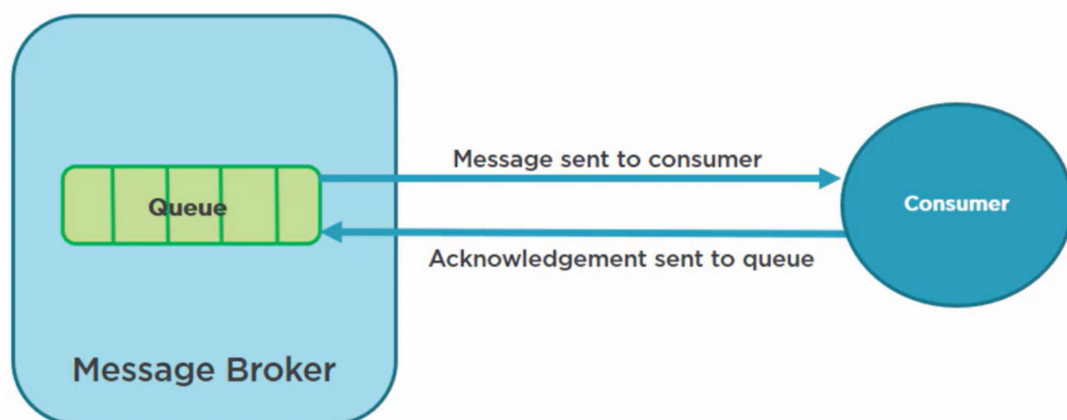 Message sent to consumer
Queue
Consumer
Acknowledgement sent to queue
Message Broker